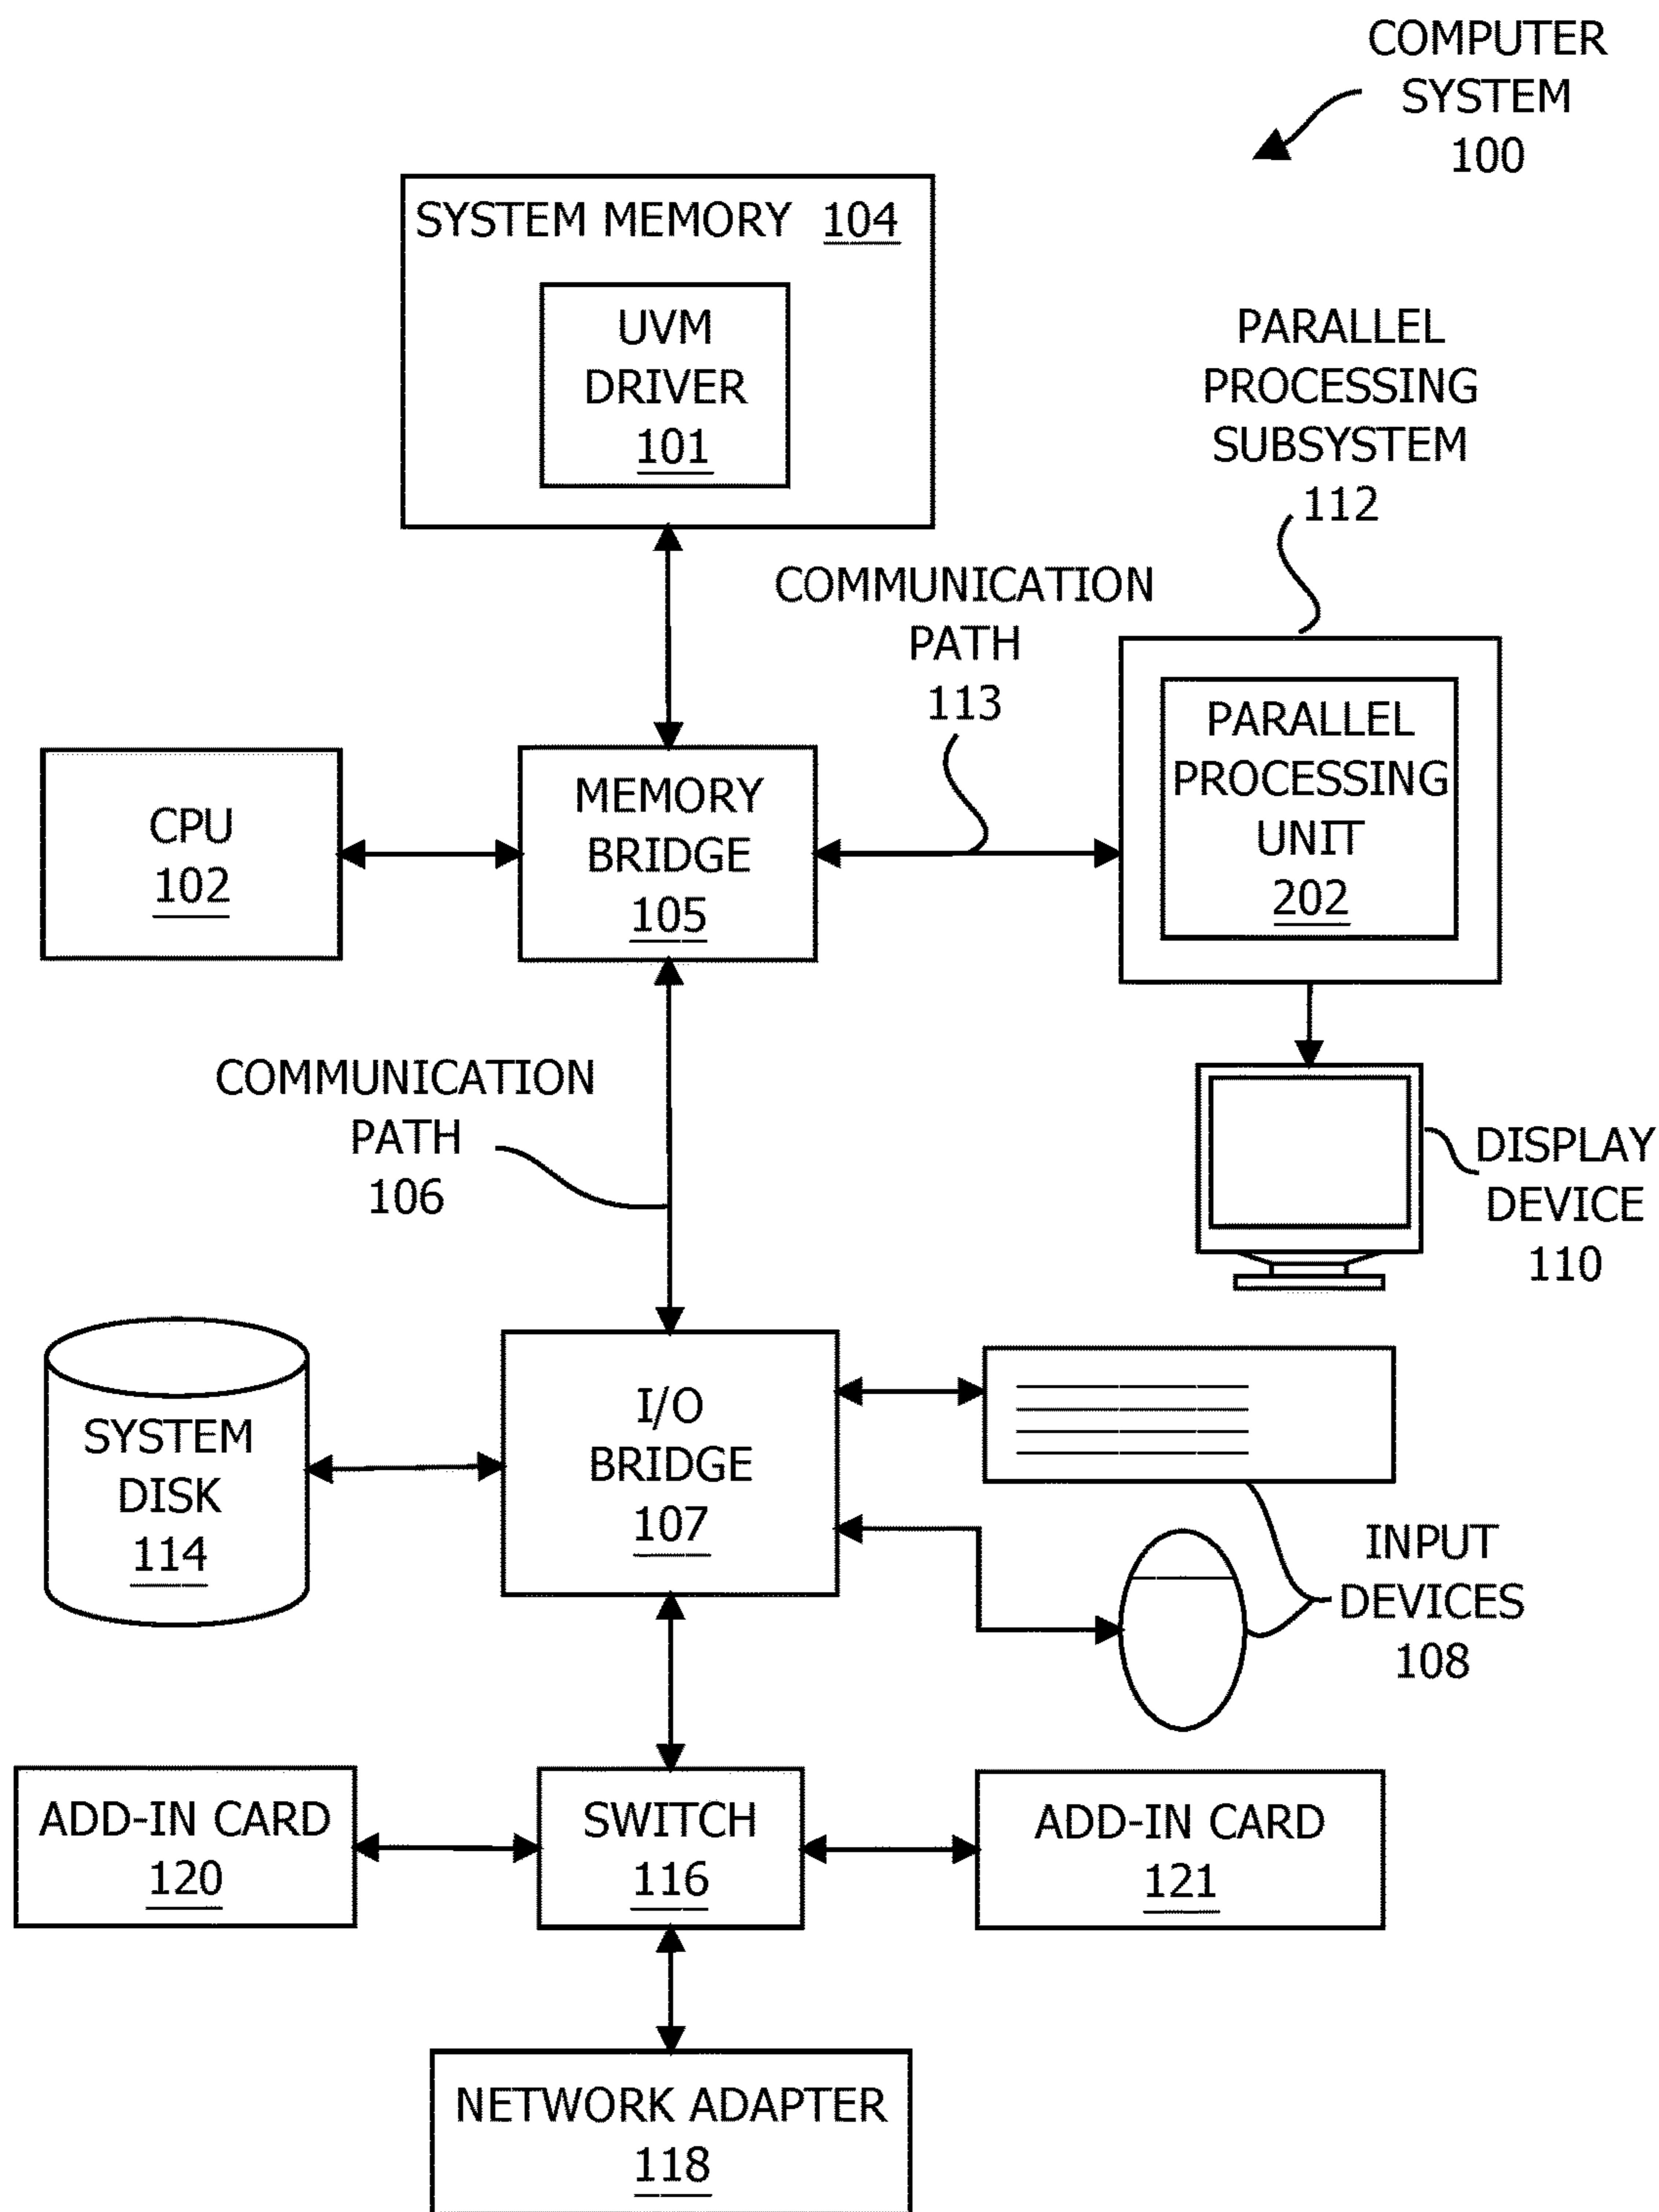 COMPUTER
SYSTEM
100
SYSTEM MEMORY 104
UVM
DRIVER
101
PARALLEL
PROCESSING
SUBSYSTEM
112
COMMUNICATION
PATH
113
PARALLEL
PROCESSING
UNIT
202
CPU
102
MEMORY
BRIDGE
105
COMMUNICATION
PATH
106
DISPLAY
DEVICE
110
SYSTEM
DISK
114
I/O
BRIDGE
107
INPUT
DEVICES
108
ADD-IN CARD
120
SWITCH
116
ADD-IN CARD
121
NETWORK ADAPTER
118